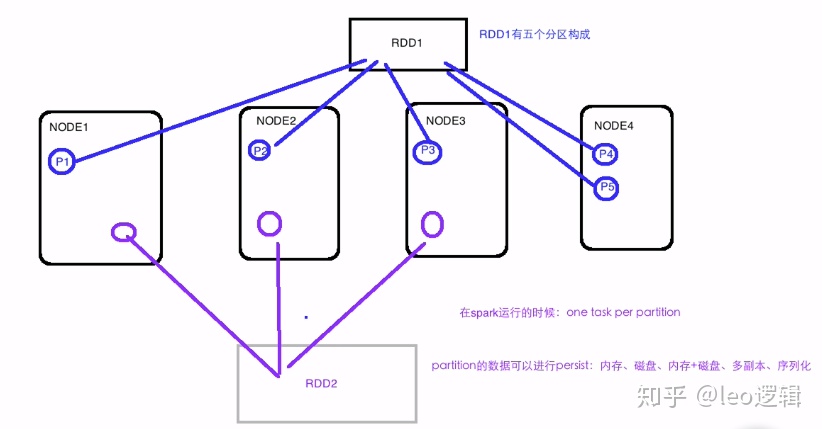 RDD1
RDD1有五个分区构成
NODE1
NODE2
NODE3
NODE4
P1
P2
P3
P4
P5
在spark运行的时候：one task per partition
partition的数据可以进行persist：内存、磁盘、内存+磁盘、多副本、序列化
RDD2
知乎 @leo逻辑